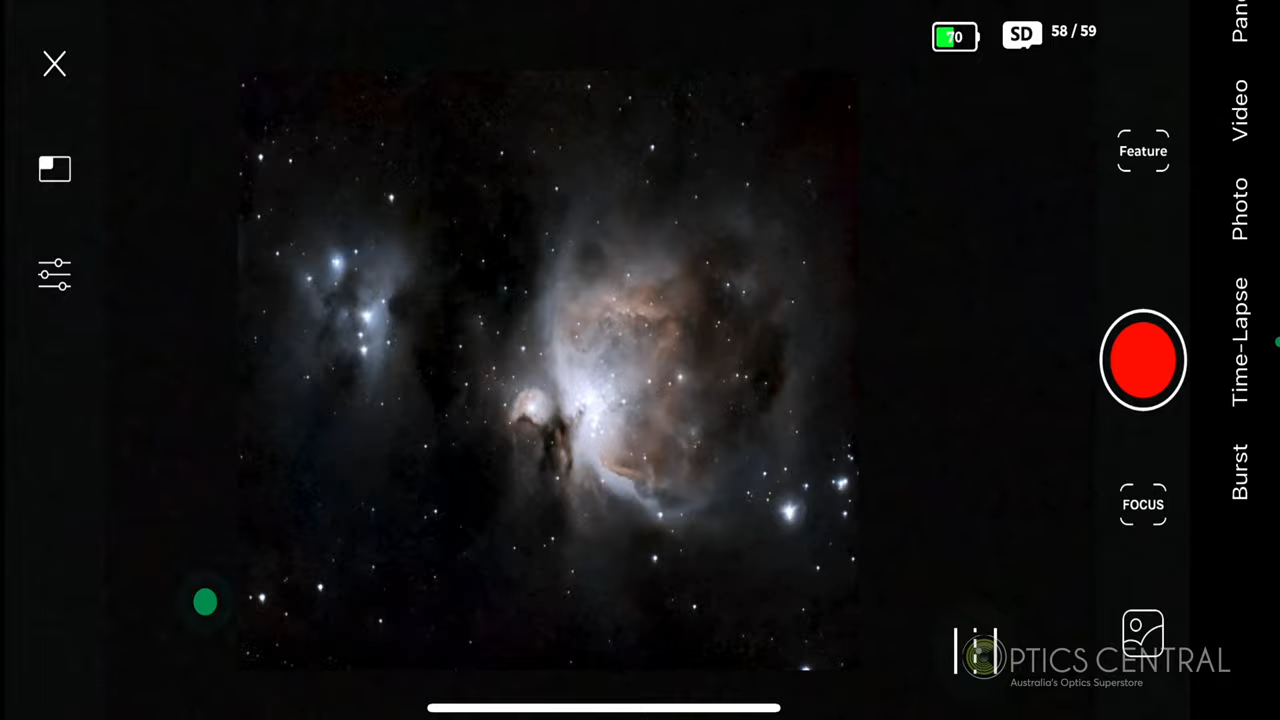 70
SD
58 / 59
Pano
Video
Photo
Time-Lapse
Burst
Feature
FOCUS
OPTICS CENTRAL
Australia's Optics Superstore